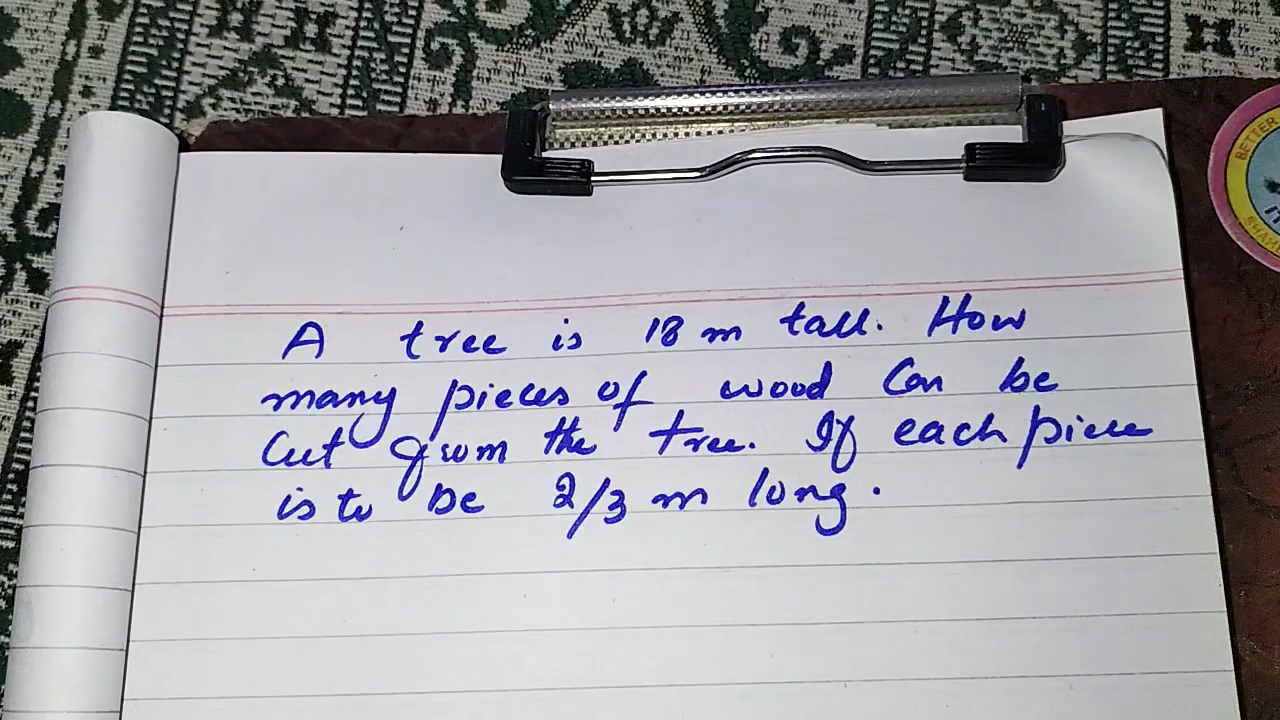 A tree is 18 m tall. How
many pieces of wood Can be
Cut from the tree. If each piece
is to be 2/3 m long.
BETTER